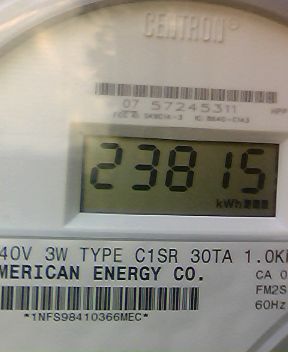 CENTRON®
07 57245311
23815
kWh
40V 3W TYPE C1SR 30TA 1.0K
MERICAN ENERGY CO.
CA 0
FM2S
60Hz
*1NFS98410366MEC*